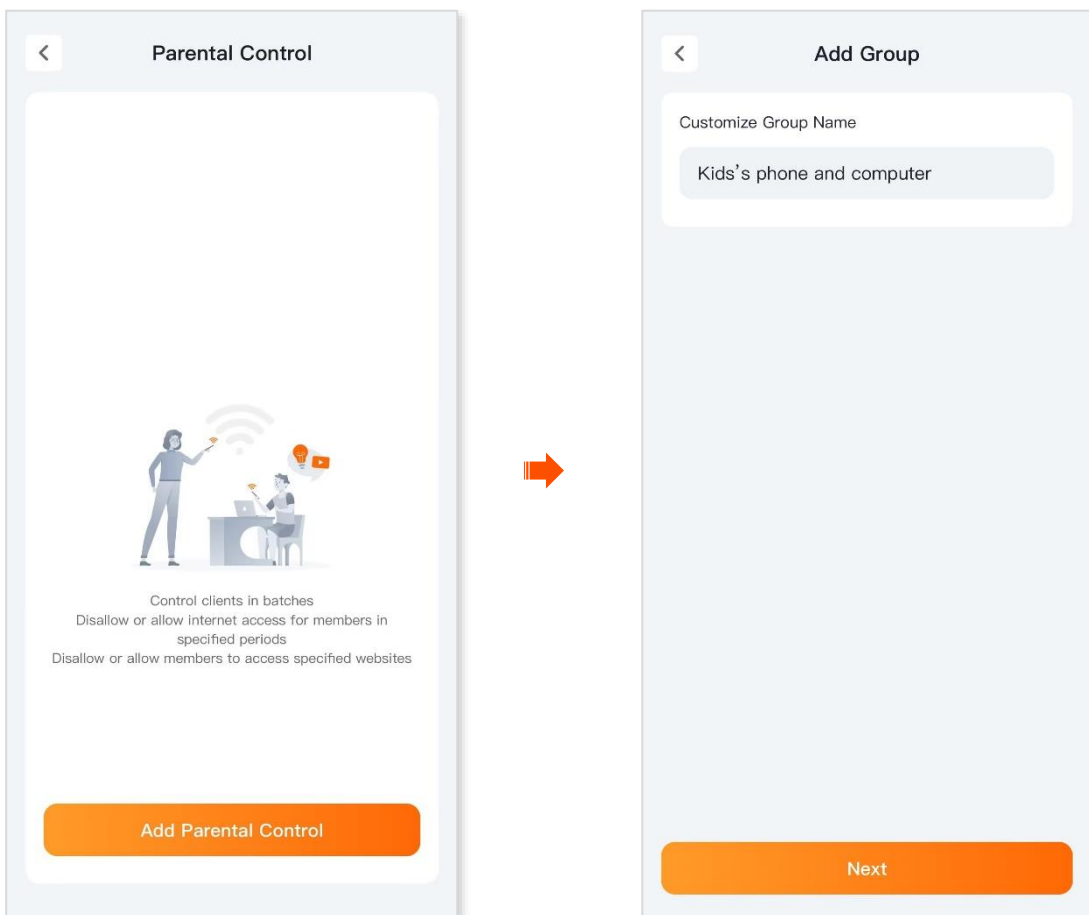 Parental Control
Control clients in batches
Disallow or allow internet access for members in
specified periods
Disallow or allow members to access specified websites
Add Parental Control
Add Group
Customize Group Name
Kids’s phone and computer
Next